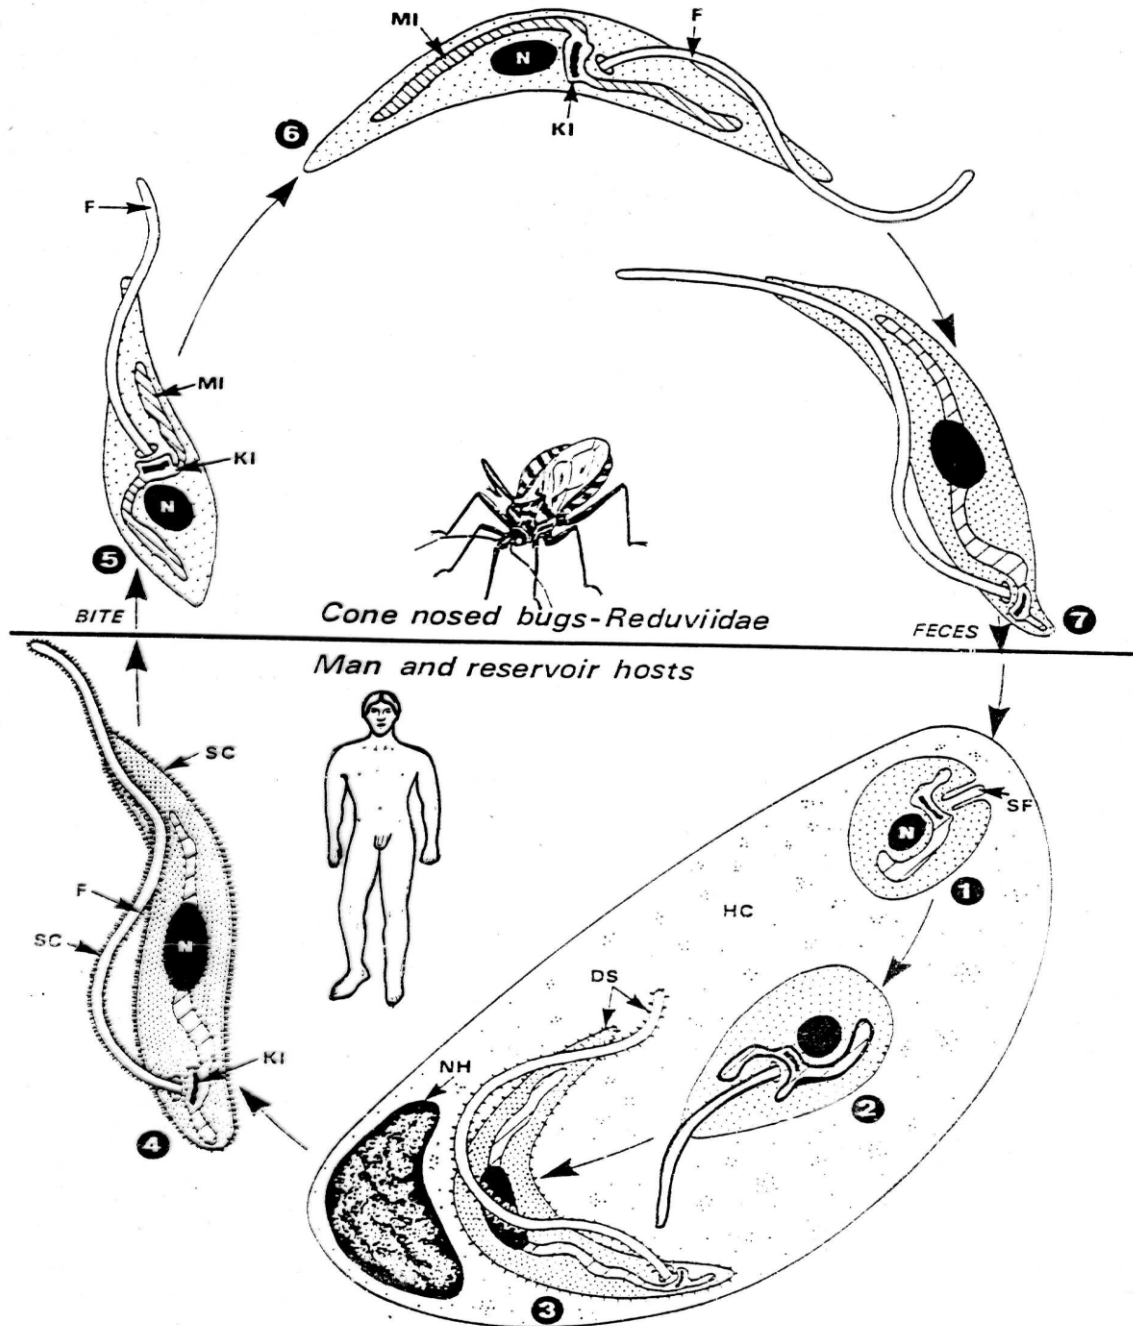 MI
F
N
KI
6
F
MI
KI
N
5
7
BITE
Cone nosed bugs-Reduviidae
FECES
Man and reservoir hosts
SC
SF
N
1
F
HC
SC
N
DS
NH
2
KI
4
3